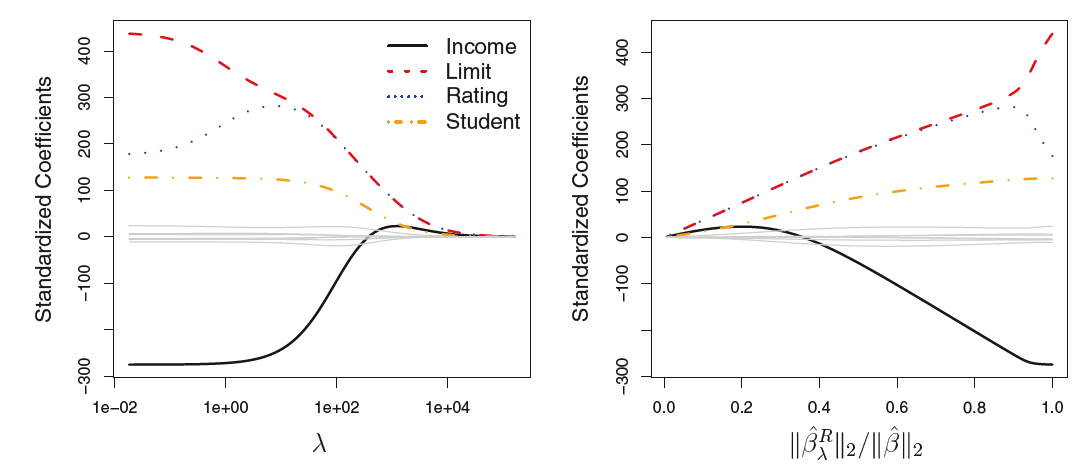 Standardized Coefficients
400
300
200
100
0
-100
-300
1e-02 1e+00 1e+02 1e+04
λ
Income
Limit
Rating
Student
Standardized Coefficients
400
300
200
100
0
-100
-300
0.0 0.2 0.4 0.6 0.8 1.0
‖β̂λᴿ‖₂/‖β̂‖₂